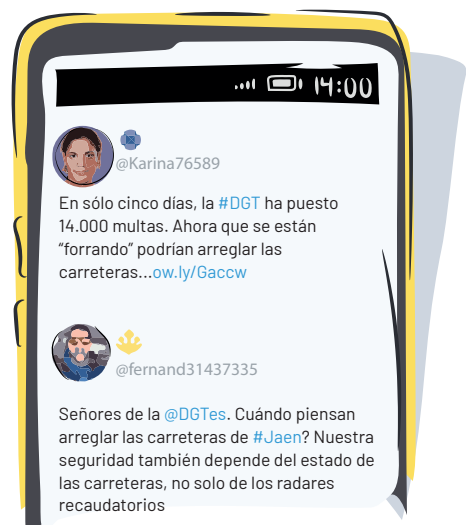 14:00
@Karina76589
En sólo cinco días, la #DGT ha puesto
14.000 multas. Ahora que se están
“forrando” podrían arreglar las
carreteras...ow.ly/Gaccw
@fernand31437335
Señores de la @DGTes. Cuándo piensan
arreglar las carreteras de #Jaen? Nuestra
seguridad también depende del estado de
las carreteras, no solo de los radares
recaudatorios